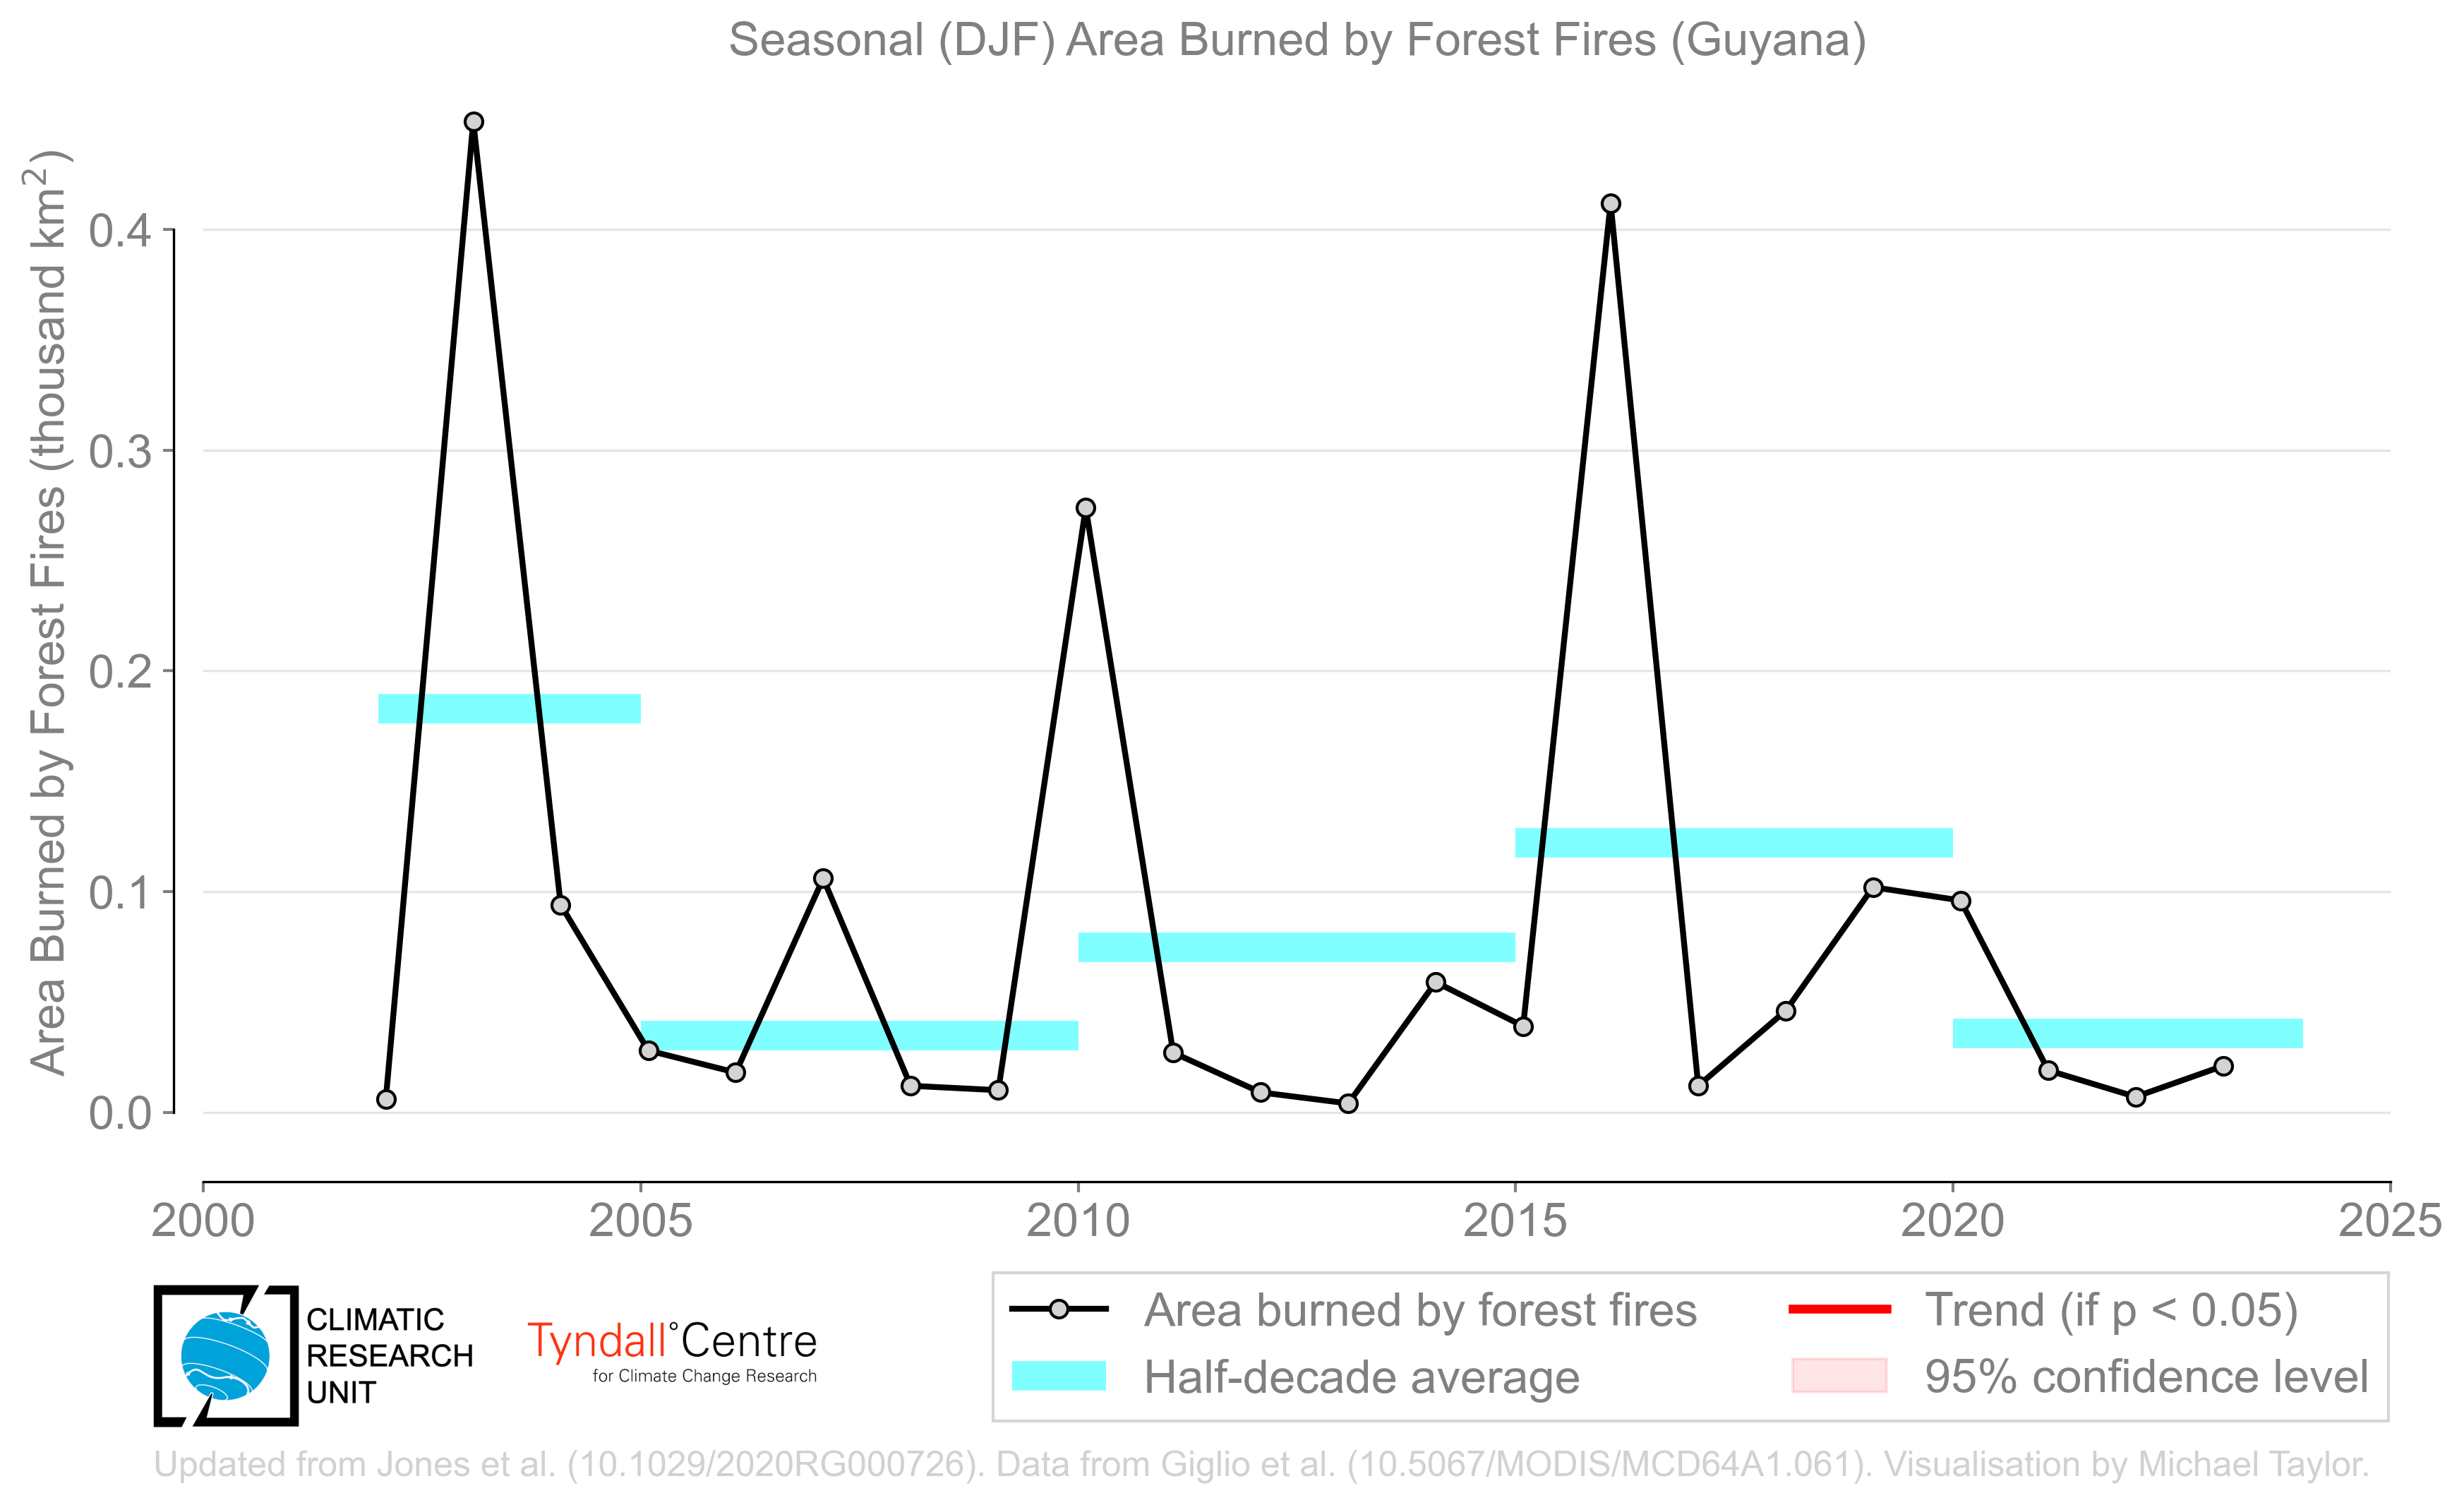 Seasonal (DJF) Area Burned by Forest Fires (Guyana)
Area Burned by Forest Fires (thousand km²)
0.4
0.3
0.2
0.1
0.0
2000 2005 2010 2015 2020 2025
CLIMATIC
RESEARCH
UNIT
Tyndall°Centre
for Climate Change Research
Area burned by forest fires
Half-decade average
Trend (if p < 0.05)
95% confidence level
Updated from Jones et al. (10.1029/2020RG000726). Data from Giglio et al. (10.5067/MODIS/MCD64A1.061). Visualisation by Michael Taylor.